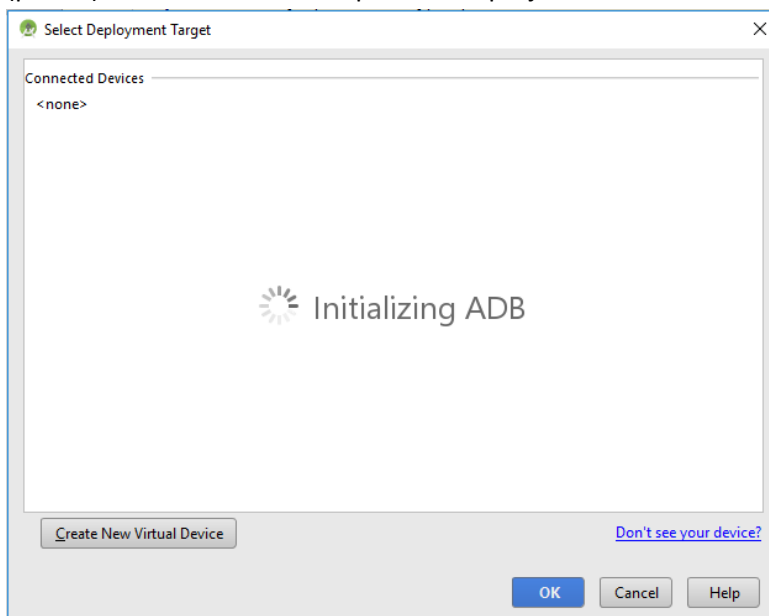 Select Deployment Target
Connected Devices
<none>
Initializing ADB
Create New Virtual Device
Don't see your device?
OK
Cancel
Help